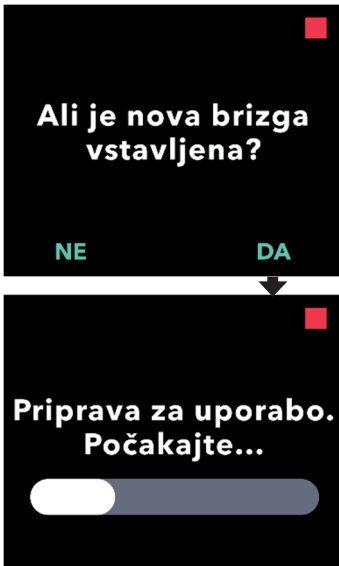 Ali je nova brizga
vstavljena?
NE DA
Priprava za uporabo.
Počakajte...